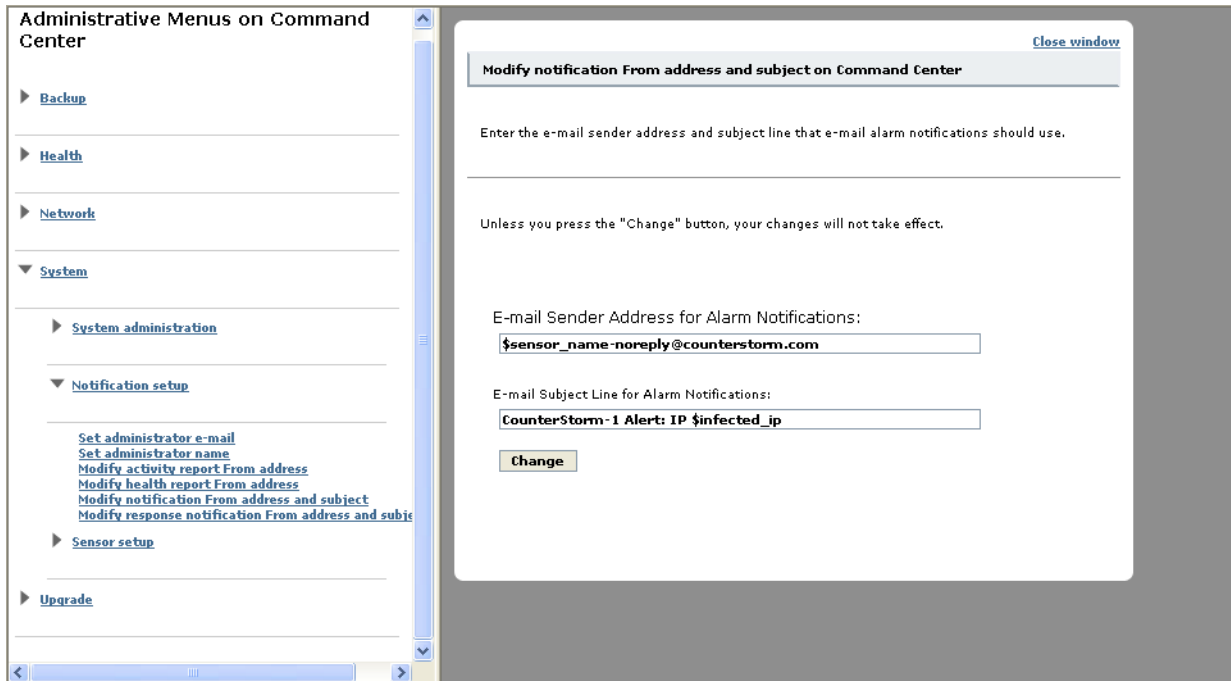 Administrative Menus on Command
Center
Backup
Health
Network
System
System administration
Notification setup
Set administrator e-mail
Set administrator name
Modify activity report From address
Modify health report From address
Modify notification From address and subject
Modify response notification From address and subje
Sensor setup
Upgrade
Close window
Modify notification From address and subject on Command Center
Enter the e-mail sender address and subject line that e-mail alarm notifications should use.
Unless you press the "Change" button, your changes will not take effect.
E-mail Sender Address for Alarm Notifications:
$sensor_name-noreply@counterstorm.com
E-mail Subject Line for Alarm Notifications:
CounterStorm-1 Alert: IP $infected_ip
Change